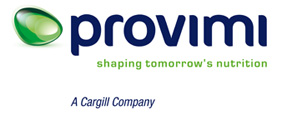 provimi
shaping tomorrow's nutrition
A Cargill Company